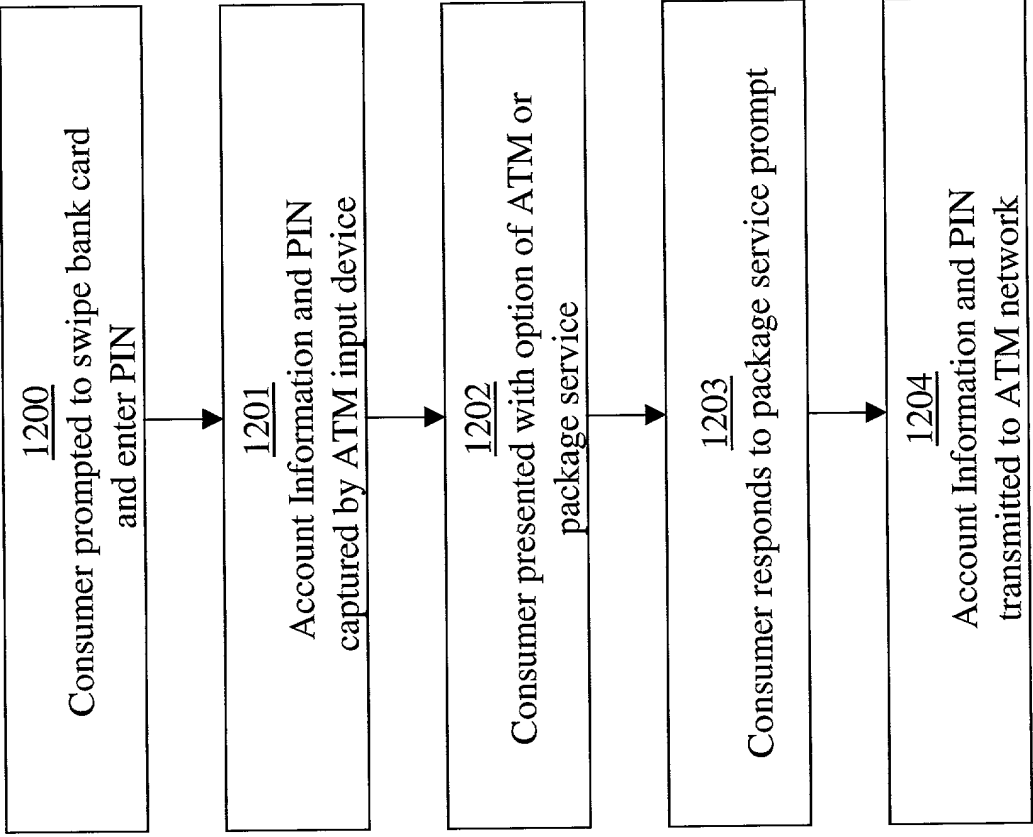 1200
Consumer prompted to swipe bank card
and enter PIN
1201
Account Information and PIN
captured by ATM input device
1202
Consumer presented with option of ATM or
package service
1203
Consumer responds to package service prompt
1204
Account Information and PIN
transmitted to ATM network